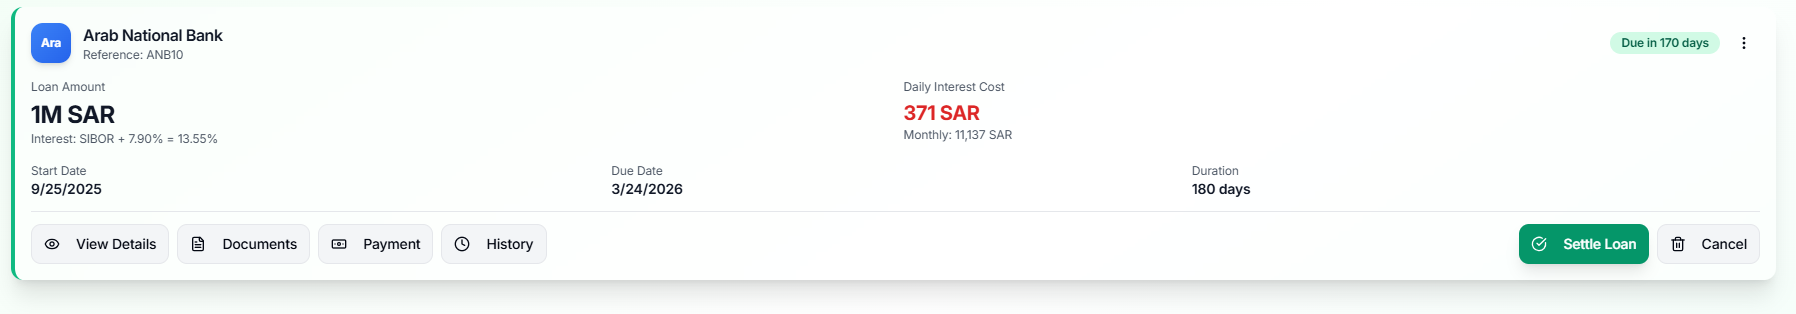 Ara
Arab National Bank
Reference: ANB10
Due in 170 days
Loan Amount
1M SAR
Interest: SIBOR + 7.90% = 13.55%
Daily Interest Cost
371 SAR
Monthly: 11,137 SAR
Start Date
9/25/2025
Due Date
3/24/2026
Duration
180 days
View Details
Documents
Payment
History
Settle Loan
Cancel